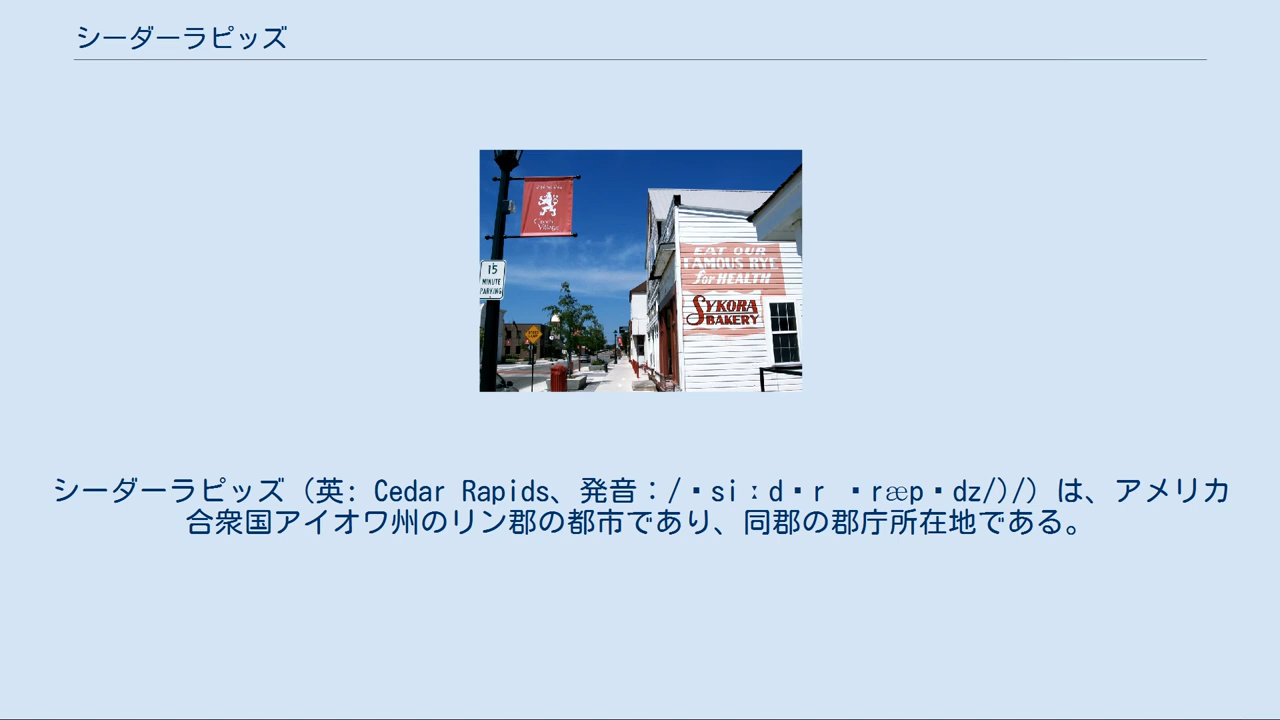 シーダーラピッズ
15
MINUTE
PARKING
EAT OUR
FAMOUS RYE
for HEALTH
SYKORA
BAKERY
シーダーラピッズ（英: Cedar Rapids、発音：/・siːd・r ・ræp・dz/)/）は、アメリカ
合衆国アイオワ州のリン郡の都市であり、同郡の郡庁所在地である。